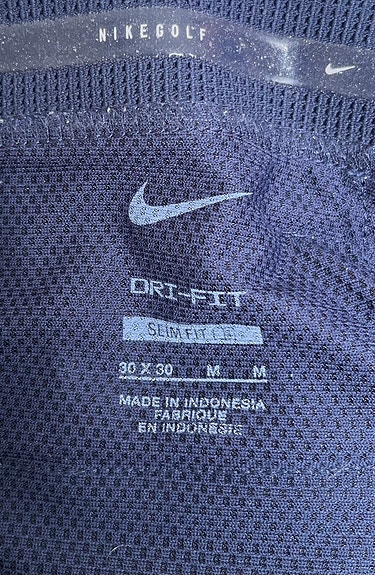 NIKEGOLF
DRI-FIT
SLIM FIT
30 X 30 M M
MADE IN INDONESIA
FABRIQUE
EN INDONESIE